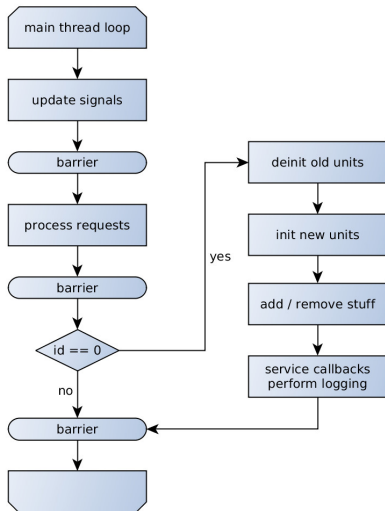 main thread loop
update signals
barrier
process requests
barrier
id == 0
yes
no
deinit old units
init new units
add / remove stuff
service callbacks
perform logging
barrier